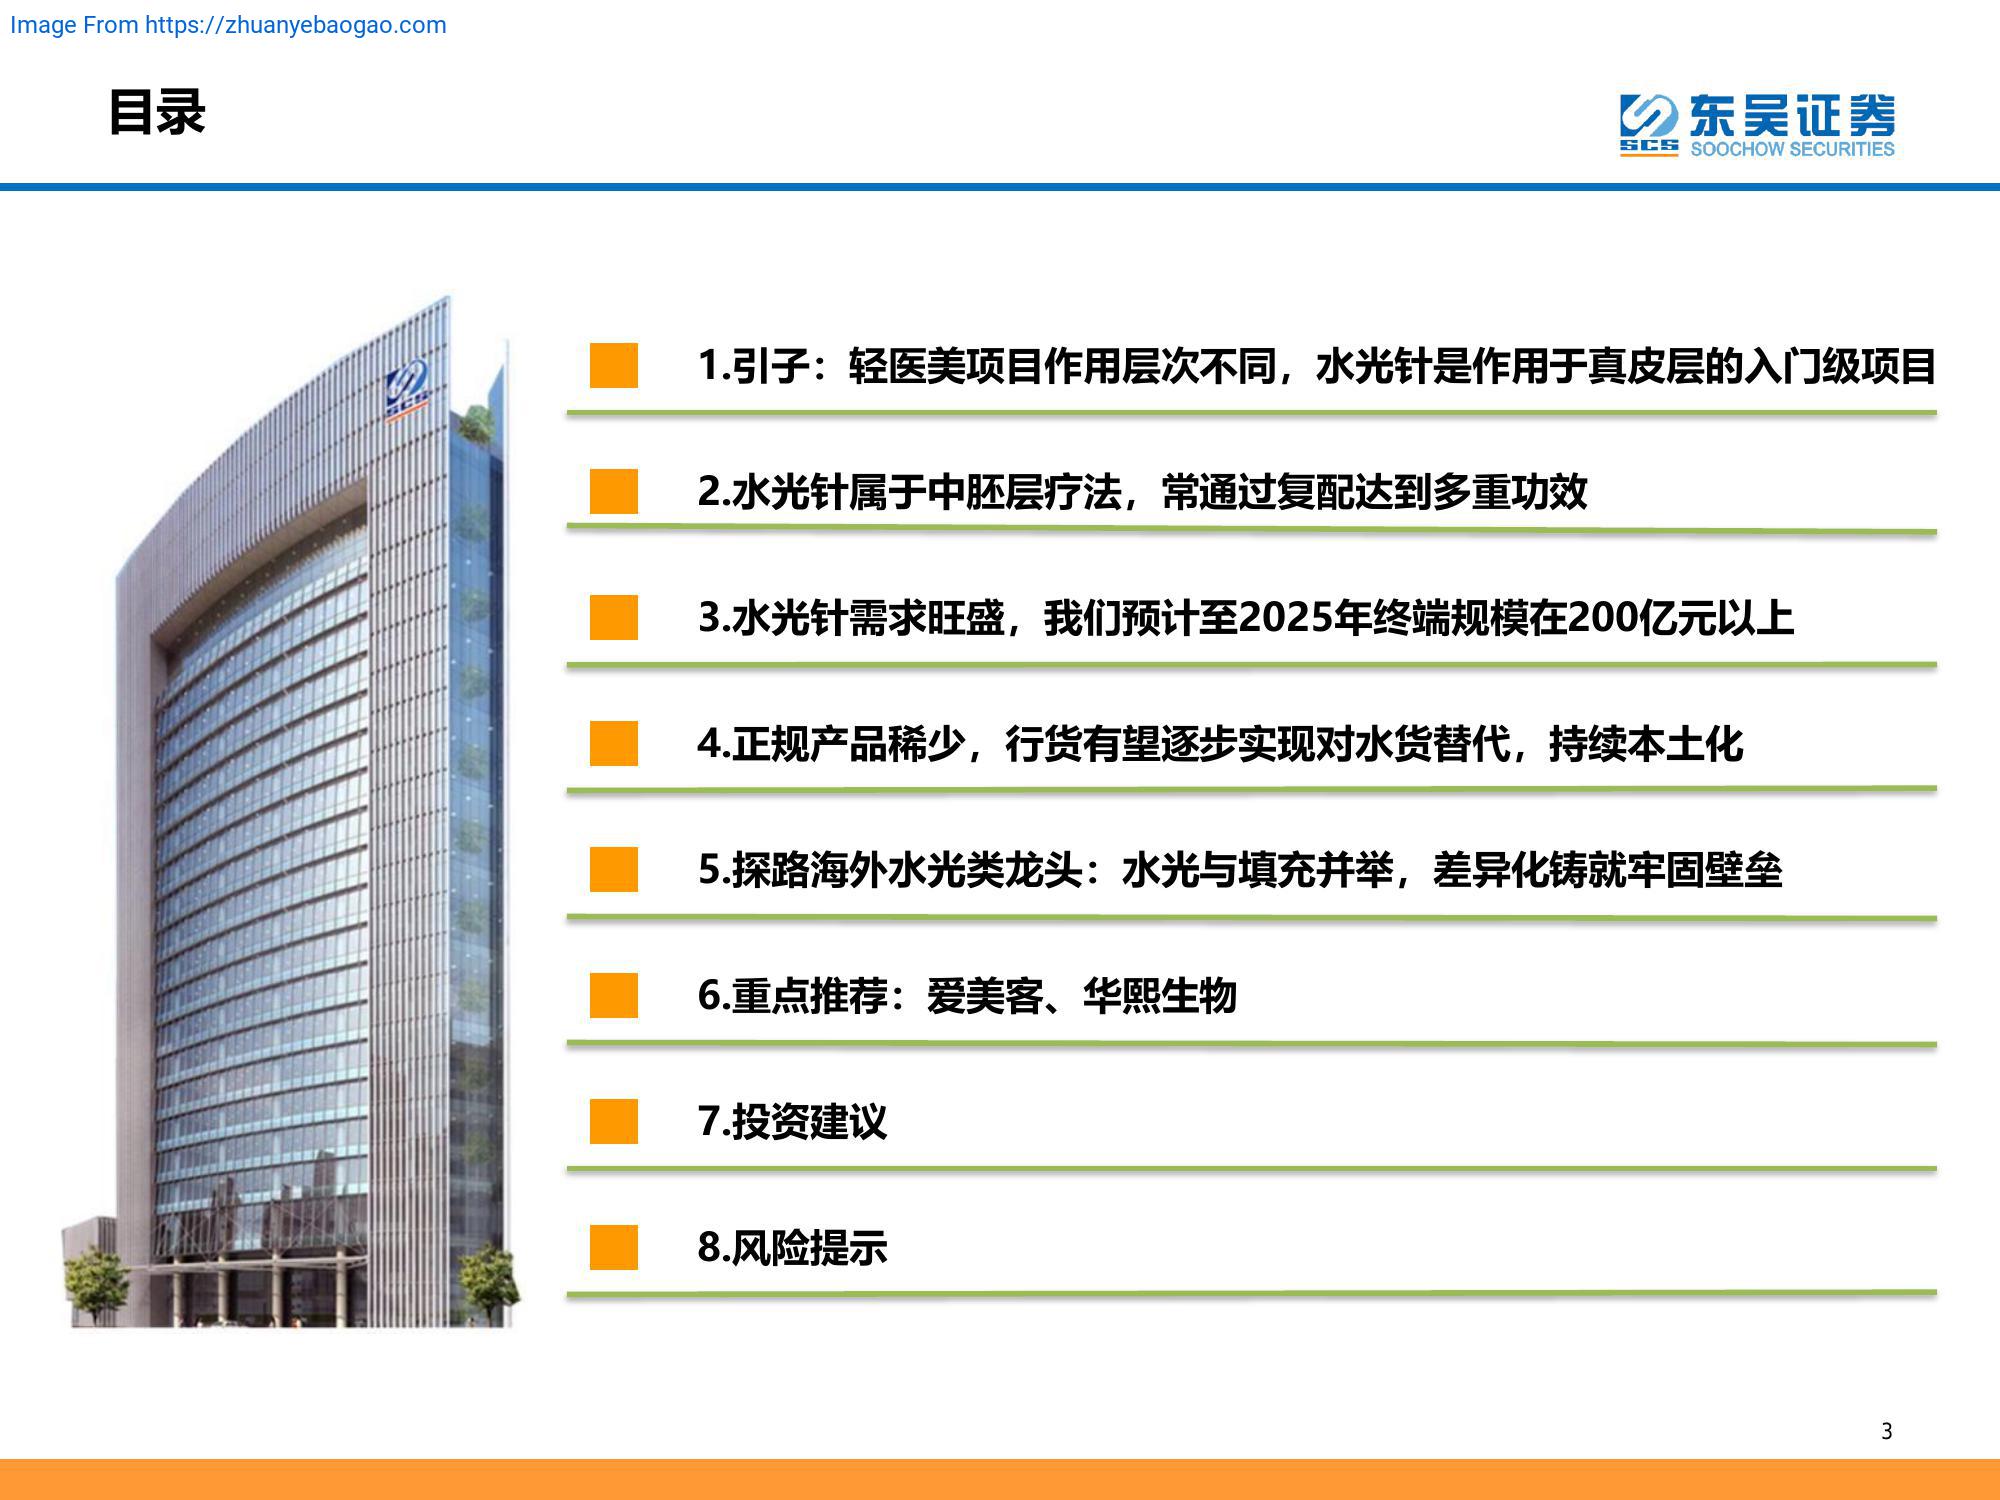 Image From https://zhuanyebaogao.com
目录
东吴证券
SCS
SOOCHOW SECURITIES
SCS
1.引子：轻医美项目作用层次不同，水光针是作用于真皮层的入门级项目
2.水光针属于中胚层疗法，常通过复配达到多重功效
3.水光针需求旺盛，我们预计至2025年终端规模在200亿元以上
4.正规产品稀少，行货有望逐步实现对水货替代，持续本土化
5.探路海外水光类龙头：水光与填充并举，差异化铸就牢固壁垒
6.重点推荐：爱美客、华熙生物
7.投资建议
8.风险提示
3